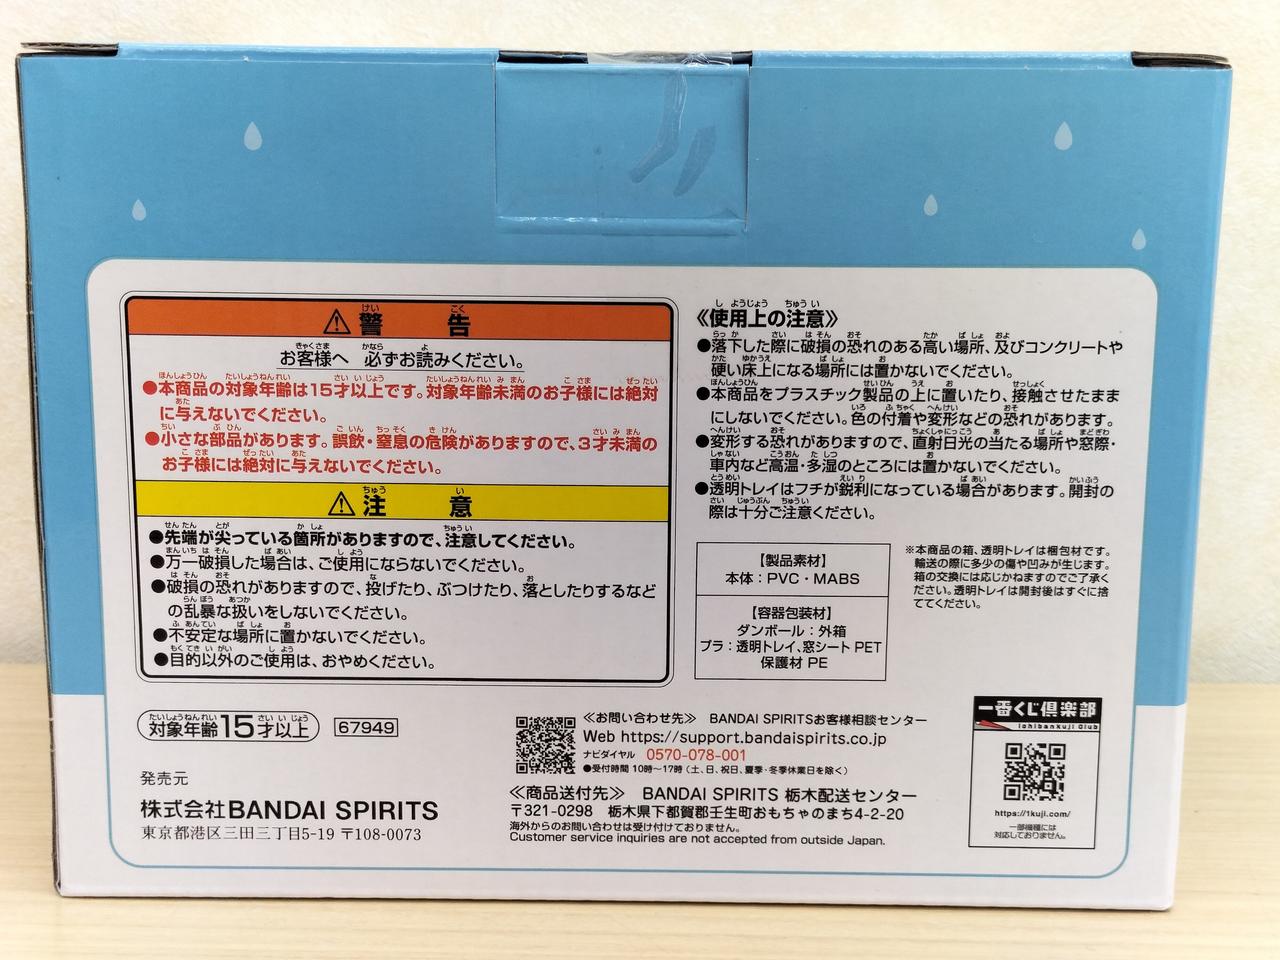 ⚠警告
お客様へ 必ずお読みください。
●本商品の対象年齢は15才以上です。対象年齢未満のお子様には絶対
に与えないでください。
●小さな部品があります。誤飲・窒息の危険がありますので、3才未満の
お子様には絶対に与えないでください。
⚠注意
●先端が尖っている箇所がありますので、注意してください。
●万一破損した場合は、ご使用にならないでください。
●破損の恐れがありますので、投げたり、ぶつけたり、落としたりするなど
の乱暴な扱いをしないでください。
●不安定な場所に置かないでください。
●目的以外のご使用は、おやめください。
《使用上の注意》
●落下した際に破損の恐れのある高い場所、及びコンクリートや
硬い床上になる場所には置かないでください。
●本商品をプラスチック製品の上に置いたり、接触させたまま
にしないでください。色の付着や変形などの恐れがあります。
●変形する恐れがありますので、直射日光の当たる場所や窓際・
車内など高温・多湿のところには置かないでください。
●透明トレイはフチが鋭利になっている場合があります。開封の
際は十分ご注意ください。
【製品素材】
本体：PVC・MABS
【容器包装材】
ダンボール：外箱
プラ：透明トレイ、窓シート PET
保護材 PE
※本商品の箱、透明トレイは梱包材です。
輸送の際に多少の傷や凹みが生じます。
箱の交換には応じかねますのでご了承く
ださい。透明トレイは開封後はすぐに捨
ててください。
対象年齢15才以上
67949
発売元
株式会社BANDAI SPIRITS
東京都港区三田三丁目5-19 〒108-0073
≪お問い合わせ先≫ BANDAI SPIRITSお客様相談センター
Web https://support.bandaispirits.co.jp
ナビダイヤル 0570-078-001
●受付時間 10時～17時（土、日、祝日、夏季・冬季休業日を除く）
≪商品送付先≫ BANDAI SPIRITS 栃木配送センター
〒321-0298 栃木県下都賀郡壬生町おもちゃのまち4-2-20
海外からのお問い合わせは受け付けておりません。
Customer service inquiries are not accepted from outside Japan.
一番くじ倶楽部
ichibankuji Club
https://1kuji.com/
一部機種には
対応しておりません。